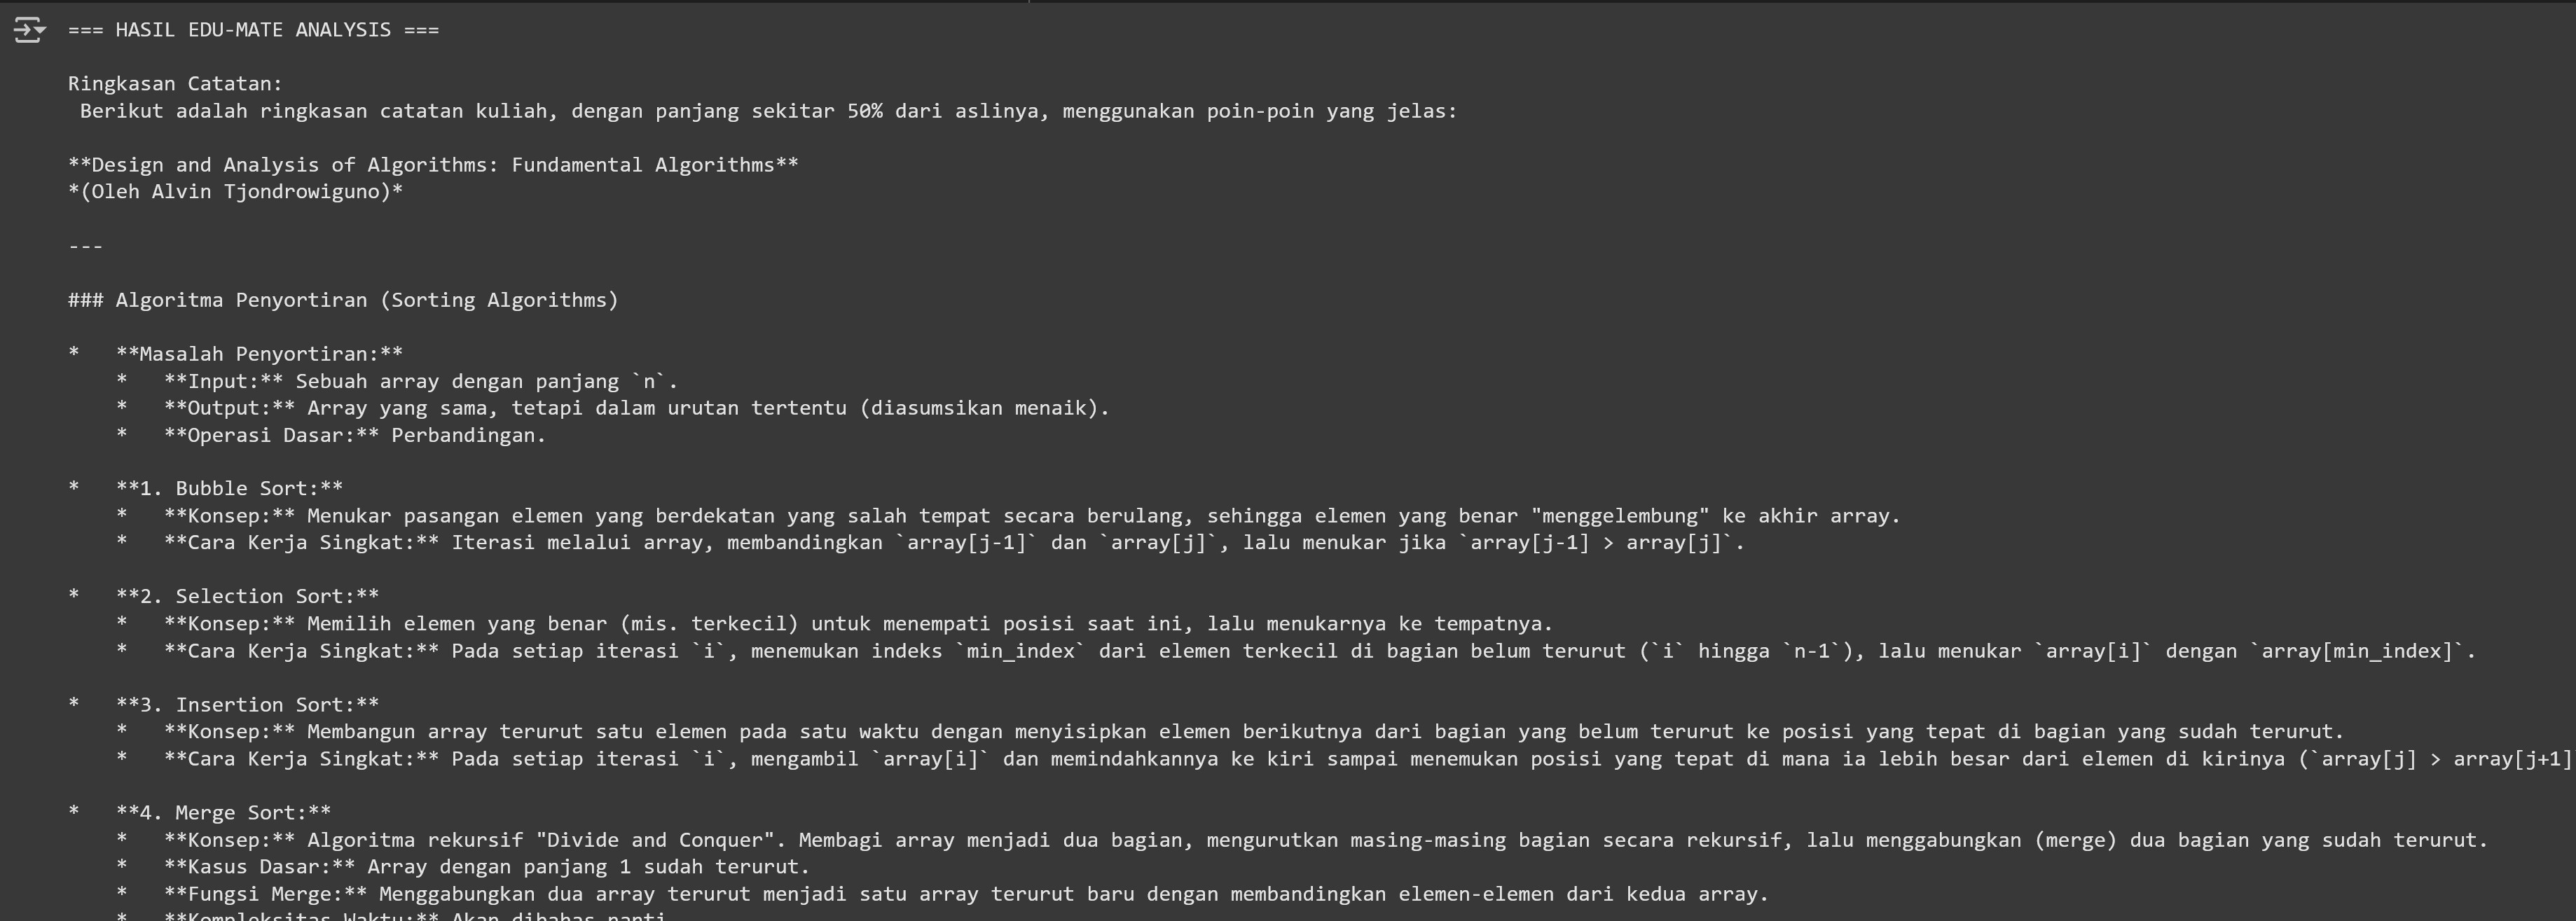 === HASIL EDU-MATE ANALYSIS ===
Ringkasan Catatan:
Berikut adalah ringkasan catatan kuliah, dengan panjang sekitar 50% dari aslinya, menggunakan poin-poin yang jelas:
**Design and Analysis of Algorithms: Fundamental Algorithms**
*(Oleh Alvin Tjondrowiguno)*
---
### Algoritma Penyortiran (Sorting Algorithms)
*   **Masalah Penyortiran:**
    *   **Input:** Sebuah array dengan panjang `n`.
    *   **Output:** Array yang sama, tetapi dalam urutan tertentu (diasumsikan menaik).
    *   **Operasi Dasar:** Perbandingan.
*   **1. Bubble Sort:**
    *   **Konsep:** Menukar pasangan elemen yang berdekatan yang salah tempat secara berulang, sehingga elemen yang benar "menggelembung" ke akhir array.
    *   **Cara Kerja Singkat:** Iterasi melalui array, membandingkan `array[j-1]` dan `array[j]`, lalu menukar jika `array[j-1] > array[j]`.
*   **2. Selection Sort:**
    *   **Konsep:** Memilih elemen yang benar (mis. terkecil) untuk menempati posisi saat ini, lalu menukarnya ke tempatnya.
    *   **Cara Kerja Singkat:** Pada setiap iterasi `i`, menemukan indeks `min_index` dari elemen terkecil di bagian belum terurut (`i` hingga `n-1`), lalu menukar `array[i]` dengan `array[min_index]`.
*   **3. Insertion Sort:**
    *   **Konsep:** Membangun array terurut satu elemen pada satu waktu dengan menyisipkan elemen berikutnya dari bagian yang belum terurut ke posisi yang tepat di bagian yang sudah terurut.
    *   **Cara Kerja Singkat:** Pada setiap iterasi `i`, mengambil `array[i]` dan memindahkannya ke kiri sampai menemukan posisi yang tepat di mana ia lebih besar dari elemen di kirinya (`array[j] > array[j+1]
*   **4. Merge Sort:**
    *   **Konsep:** Algoritma rekursif "Divide and Conquer". Membagi array menjadi dua bagian, mengurutkan masing-masing bagian secara rekursif, lalu menggabungkan (merge) dua bagian yang sudah terurut.
    *   **Kasus Dasar:** Array dengan panjang 1 sudah terurut.
    *   **Fungsi Merge:** Menggabungkan dua array terurut menjadi satu array terurut baru dengan membandingkan elemen-elemen dari kedua array.
    *   **Kompleksitas Waktu:** Akan dibahas nanti.